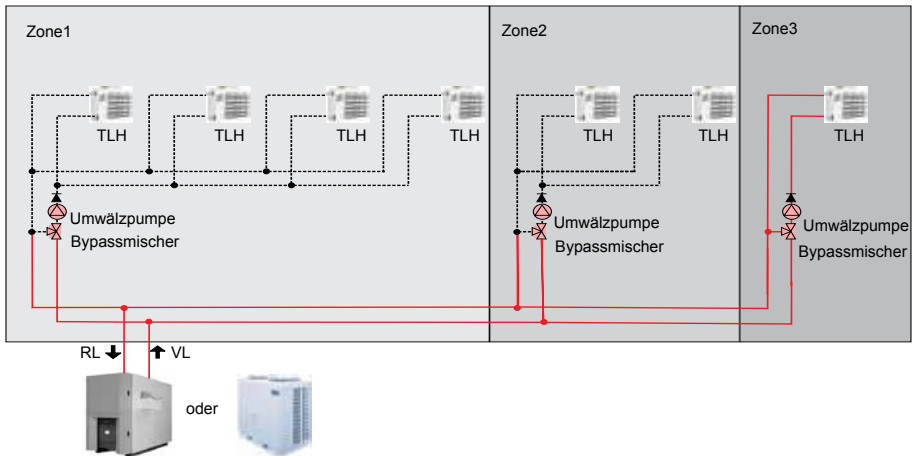 Zone1
Zone2
Zone3
TLH
TLH
TLH
TLH
TLH
TLH
TLH
Umwälzpumpe
Bypassmischer
Umwälzpumpe
Bypassmischer
Umwälzpumpe
Bypassmischer
RL
VL
oder